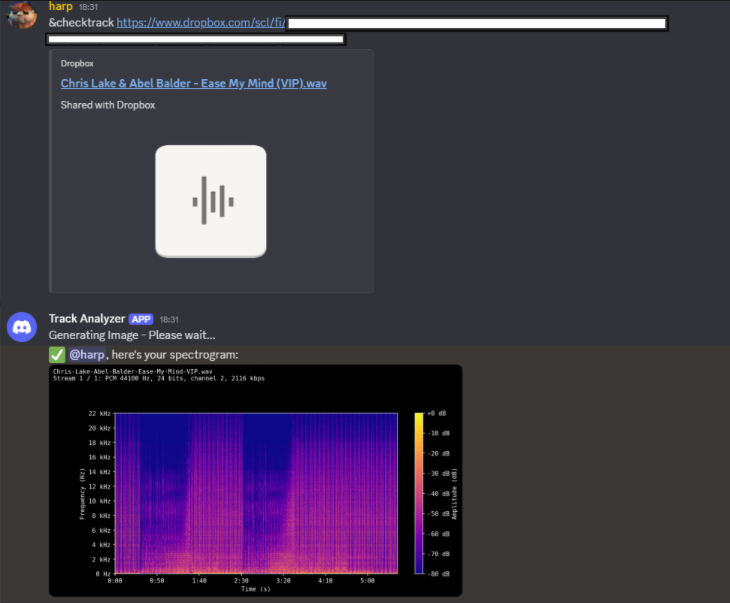 harp 18:31
&checktrack https://www.dropbox.com/scl/fi/
Dropbox
Chris Lake & Abel Balder - Ease My Mind (VIP).wav
Shared with Dropbox
Track Analyzer APP 18:31
Generating Image - Please wait...
@harp, here's your spectrogram:
Chris-Lake-Abel-Balder-Ease-My-Mind-VIP.wav
Stream 1 / 1: PCM 44100 Hz, 24 bits, channel 2, 2116 kbps
22 kHz
20 kHz
18 kHz
16 kHz
14 kHz
12 kHz
10 kHz
8 kHz
6 kHz
4 kHz
2 kHz
0 Hz
Frequency (Hz)
0:00 0:50 1:40 2:30 3:20 4:10 5:00
Time (s)
+0 dB
-10 dB
-20 dB
-30 dB
-40 dB
-50 dB
-60 dB
-70 dB
-80 dB
Amplitude (dB)